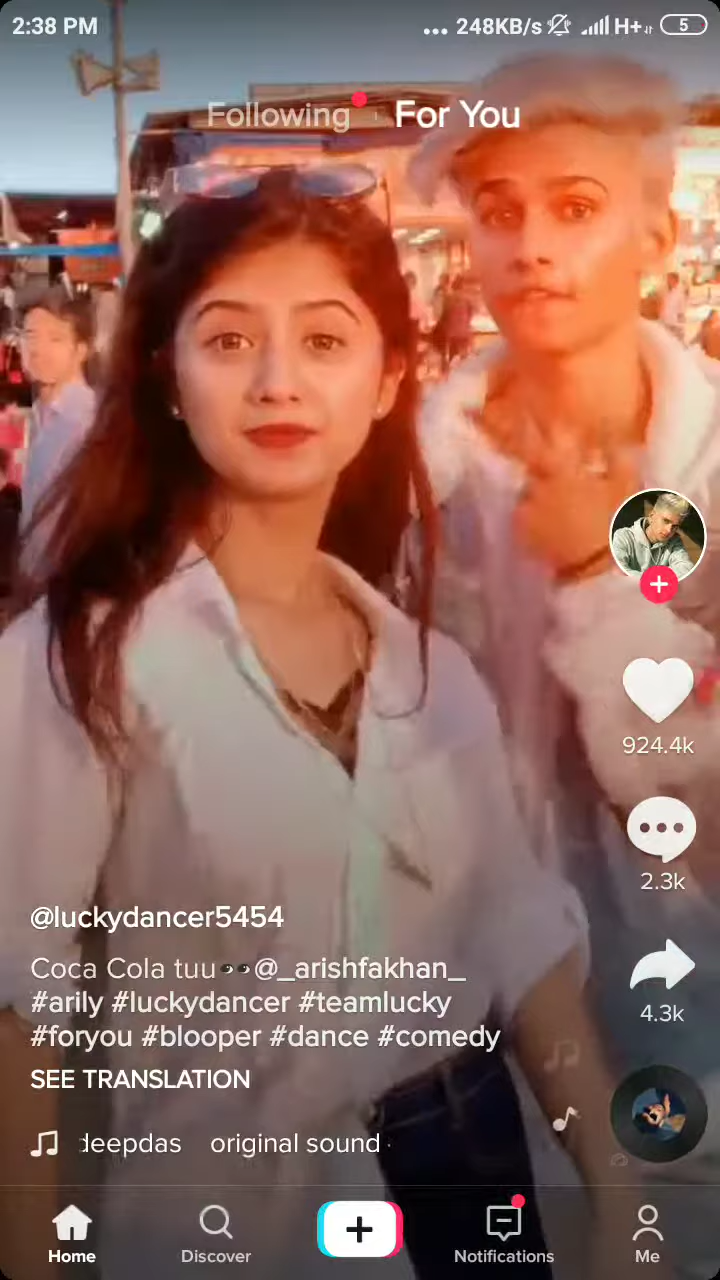 2:38 PM
... 248KB/s H+ 5
Following For You
924.4k
2.3k
@luckydancer5454
Coca Cola tuu👀@_arishfakhan_
#arily #luckydancer #teamlucky
4.3k
#foryou #blooper #dance #comedy
SEE TRANSLATION
deepdas original sound
Home
Discover
Notifications
Me